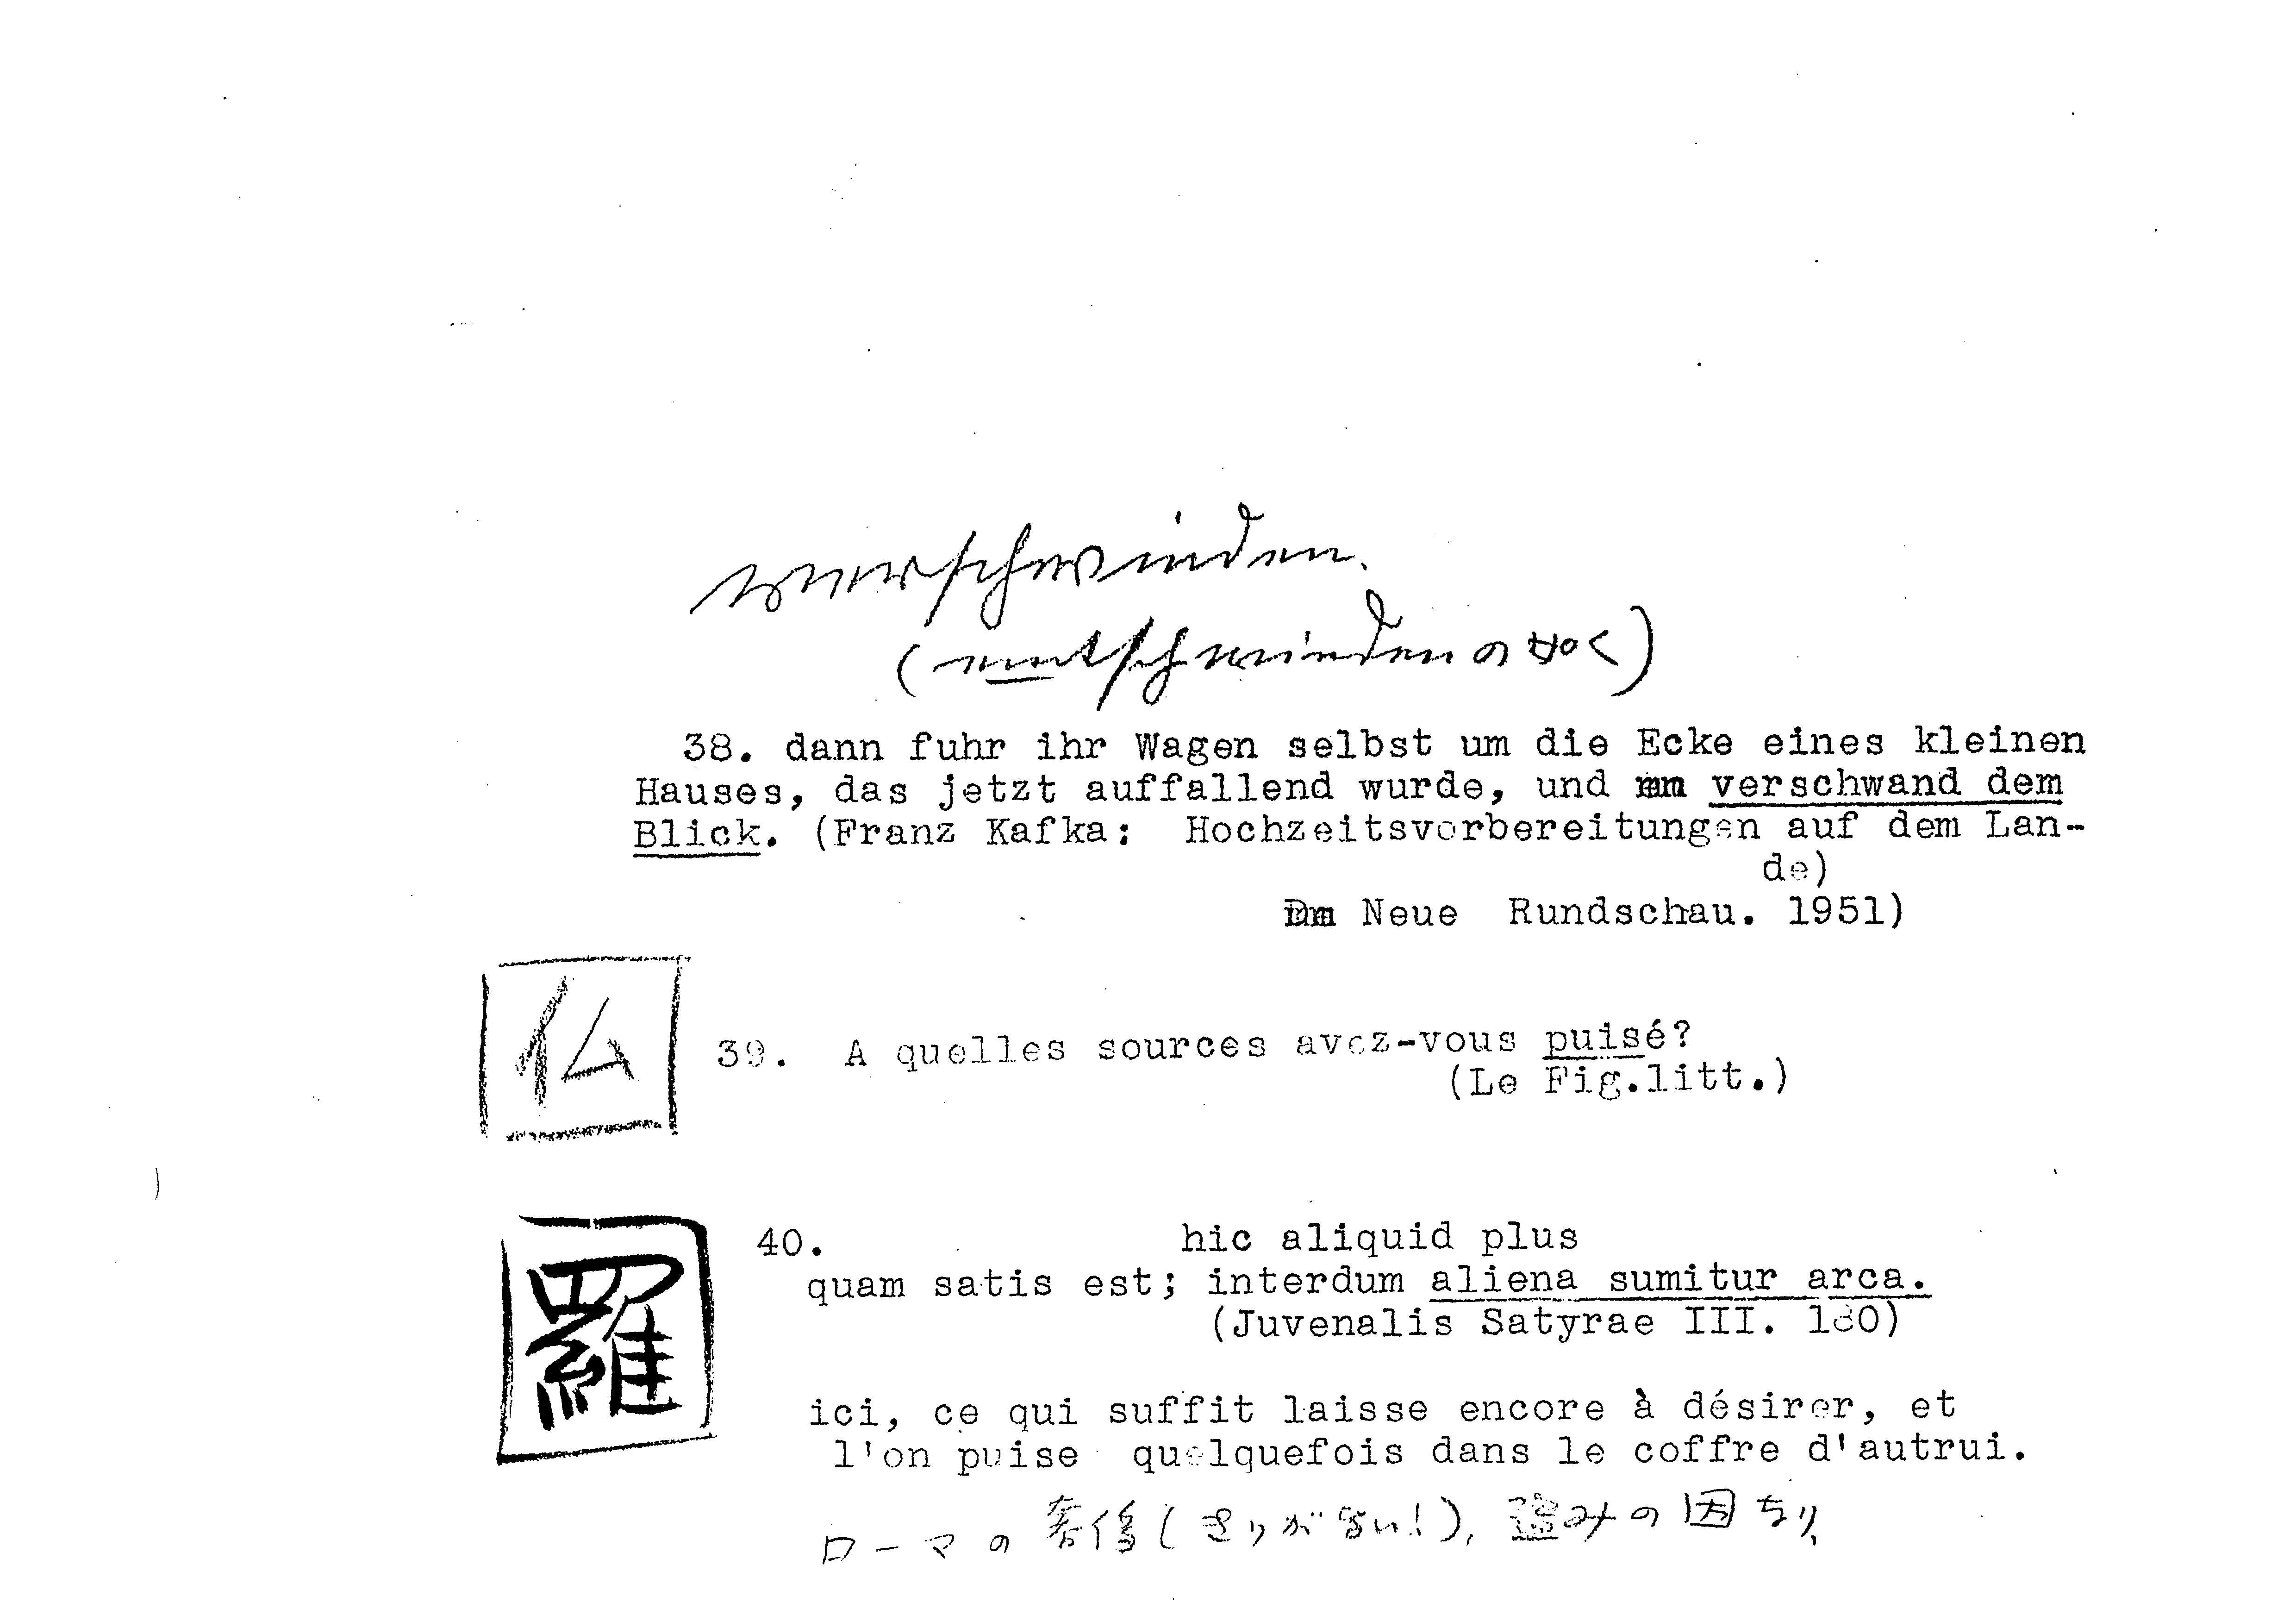 verschwinden.
(entschwinden の如く)
38. dann fuhr ihr Wagen selbst um die Ecke eines kleinen
Hauses, das jetzt auffallend wurde, und verschwand dem
Blick. (Franz Kafka: Hochzeitsvorbereitungen auf dem Lan-
de)
Neue Rundschau. 1951)
仏
39. A quelles sources avez-vous puisé?
(Le Fig.litt.)
羅
40. hic aliquid plus
quam satis est; interdum aliena sumitur arca.
(Juvenalis Satyrae III. 180)
ici, ce qui suffit laisse encore à désirer, et
l'on puise quelquefois dans le coffre d'autrui.
ローマの奢侈(きりがない!), 盗みの因なり,